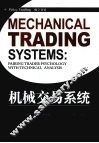 MECHANICAL
TRADING
SYSTEMS:
PAIRING TRADER PSYCHOLOGY
WITH TECHNICAL ANALYSIS
机械交易系统